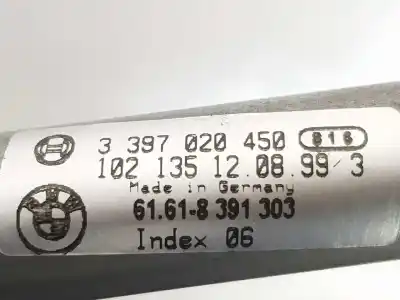 3 397 020 450 816
102 135 12.08.99/3
Made in Germany
61.61-8 391 303
Index 06